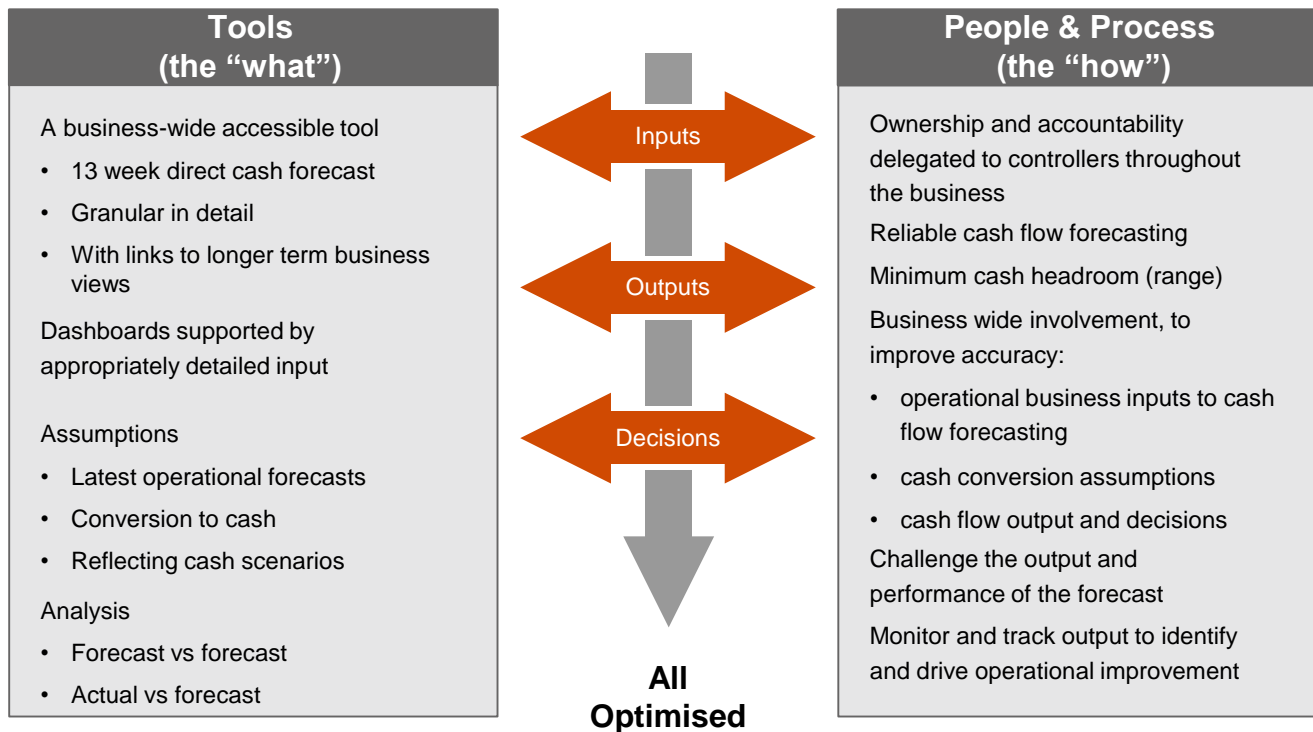 Tools
(the “what”)
A business-wide accessible tool
• 13 week direct cash forecast
• Granular in detail
• With links to longer term business
views
Dashboards supported by
appropriately detailed input
Assumptions
• Latest operational forecasts
• Conversion to cash
• Reflecting cash scenarios
Analysis
• Forecast vs forecast
• Actual vs forecast
Inputs
Outputs
Decisions
All
Optimised
People & Process
(the “how”)
Ownership and accountability
delegated to controllers throughout
the business
Reliable cash flow forecasting
Minimum cash headroom (range)
Business wide involvement, to
improve accuracy:
• operational business inputs to cash
flow forecasting
• cash conversion assumptions
• cash flow output and decisions
Challenge the output and
performance of the forecast
Monitor and track output to identify
and drive operational improvement